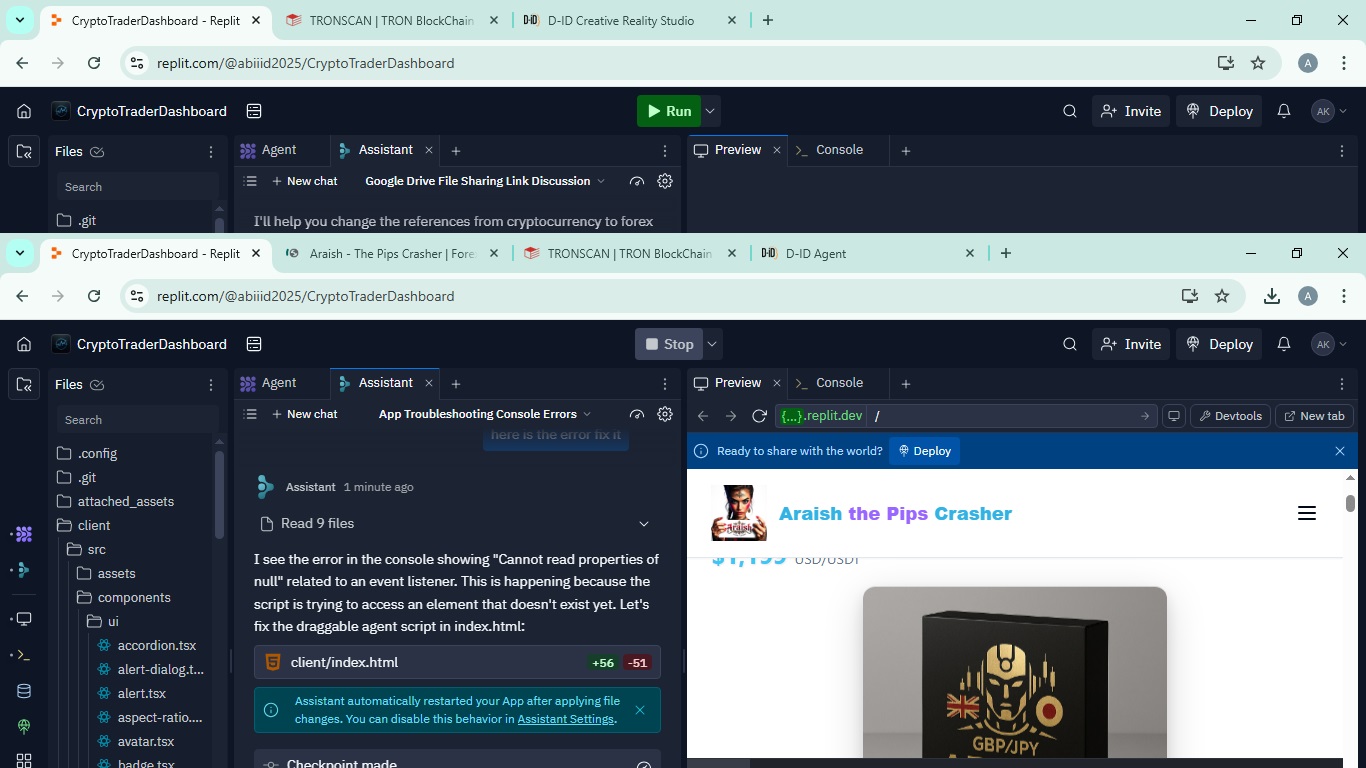 CryptoTraderDashboard - Replit
TRONSCAN | TRON BlockChain
D-ID D-ID Creative Reality Studio
replit.com/@abiiid2025/CryptoTraderDashboard
A
CryptoTraderDashboard
Run
Invite
Deploy
AK
Files
Agent
Assistant
Preview
Console
Search
New chat
Google Drive File Sharing Link Discussion
.git
I'll help you change the references from cryptocurrency to forex
CryptoTraderDashboard - Replit
Araish - The Pips Crasher | Fore
TRONSCAN | TRON BlockChain
D-ID D-ID Agent
replit.com/@abiiid2025/CryptoTraderDashboard
A
CryptoTraderDashboard
Stop
Invite
Deploy
AK
Files
Agent
Assistant
Preview
Console
Search
New chat
App Troubleshooting Console Errors
{...}.replit.dev /
Devtools
New tab
here is the error fix it
Ready to share with the world?
Deploy
.config
.git
attached_assets
client
src
assets
components
ui
accordion.tsx
alert-dialog.t...
alert.tsx
aspect-ratio....
avatar.tsx
badge.tsx
Assistant 1 minute ago
Read 9 files
I see the error in the console showing "Cannot read properties of
null" related to an event listener. This is happening because the
script is trying to access an element that doesn't exist yet. Let's
fix the draggable agent script in index.html:
client/index.html
+56 -51
Assistant automatically restarted your App after applying file
changes. You can disable this behavior in Assistant Settings.
Checkpoint made
Araish
Araish the Pips Crasher
$1,199 USD/USDT
GBP/JPY